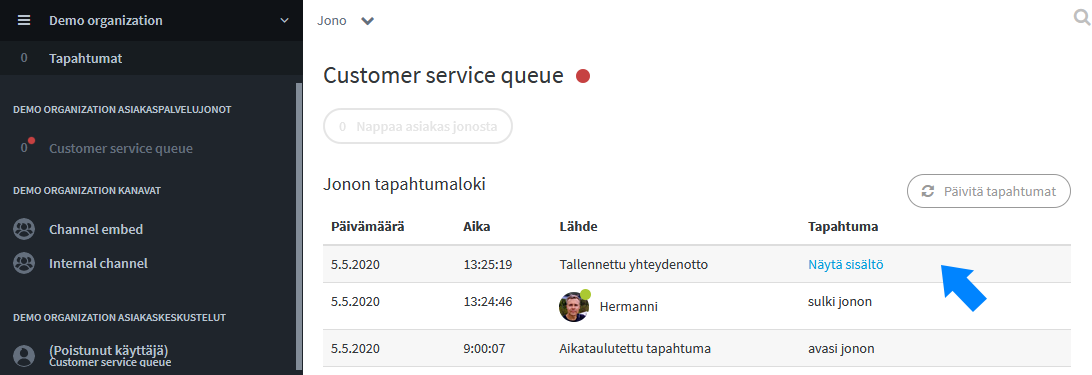 Demo organization
0 Tapahtumat
DEMO ORGANIZATION ASIAKASPALVELUJONOT
0 Customer service queue
DEMO ORGANIZATION KANAVAT
Channel embed
Internal channel
DEMO ORGANIZATION ASIAKASKESKUSTELUT
(Poistunut käyttäjä)
Customer service queue
Jono
Customer service queue
0 Nappaa asiakas jonosta
Jonon tapahtumaloki
Päivitä tapahtumat
Päivämäärä Aika Lähde Tapahtuma
5.5.2020 13:25:19 Tallennettu yhteydenotto Näytä sisältö
5.5.2020 13:24:46 Hermanni sulki jonon
5.5.2020 9:00:07 Aikataulutettu tapahtuma avasi jonon